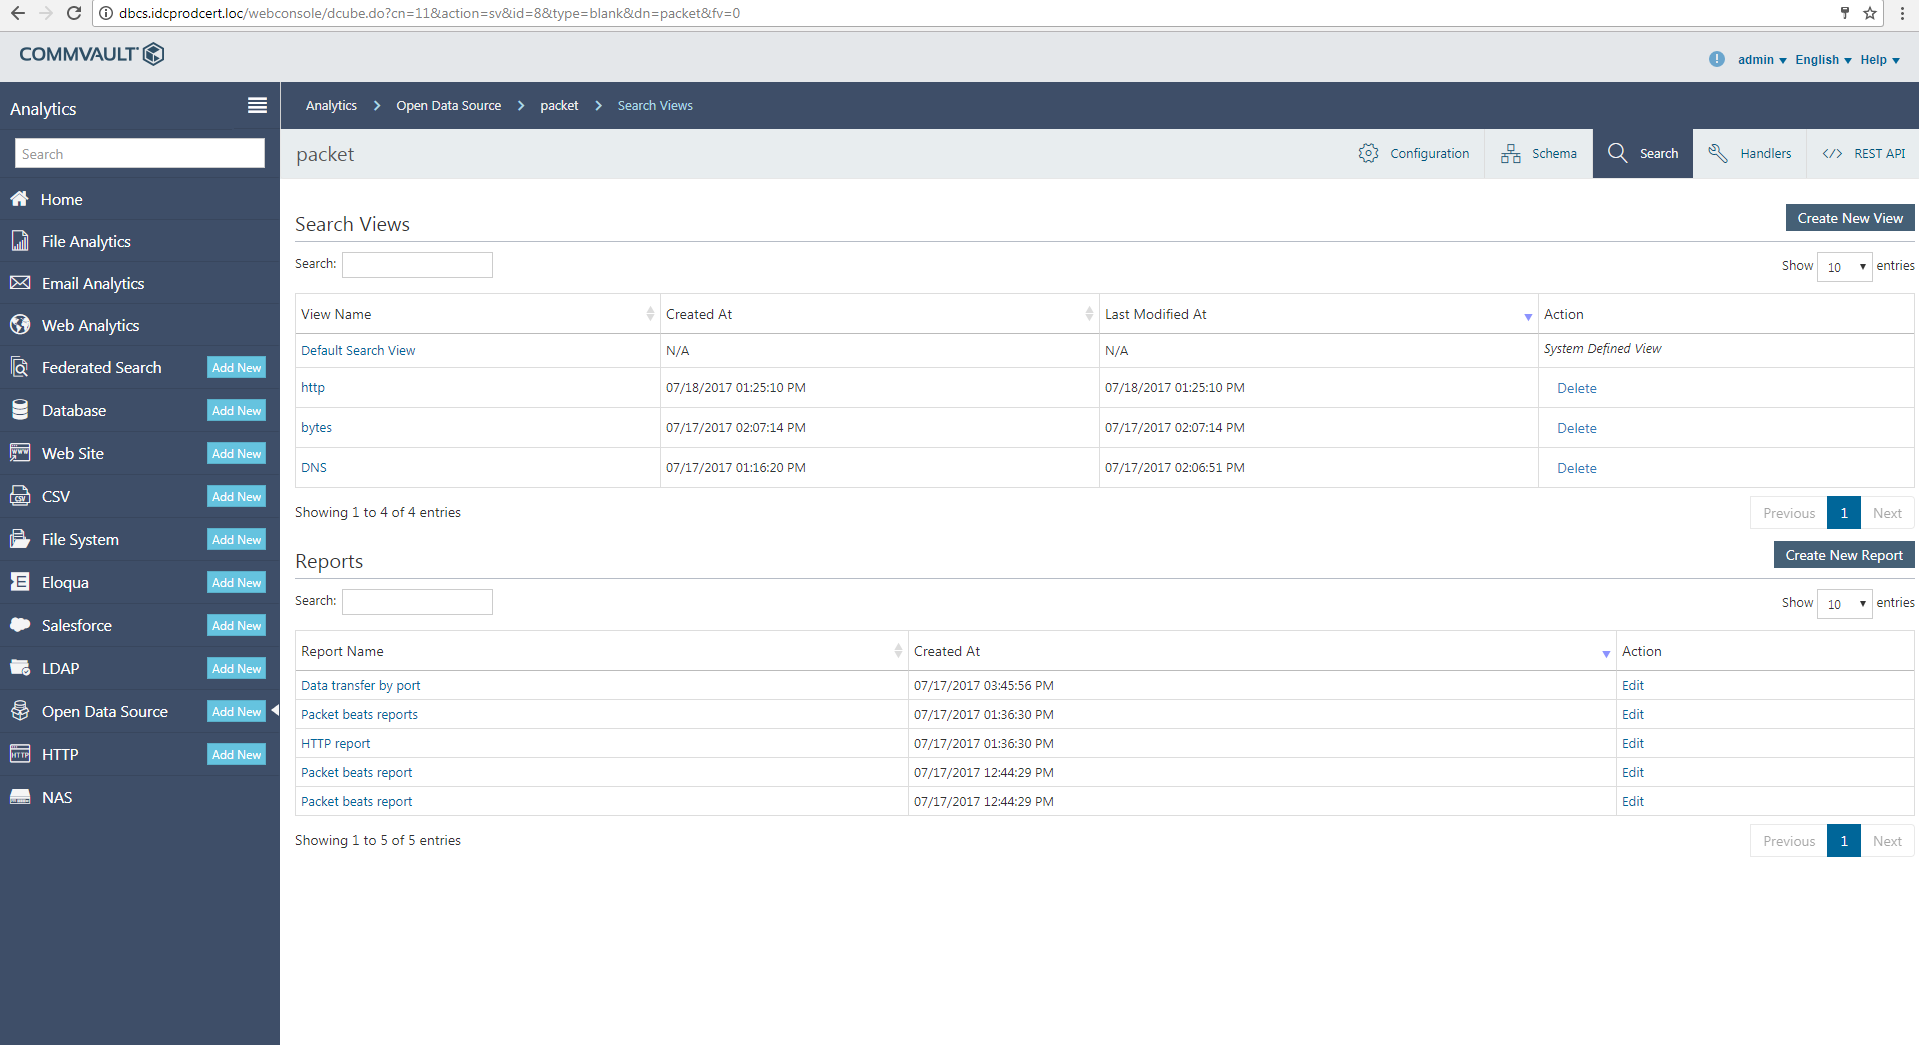 dbcs.idcprodcert.loc/webconsole/dcube.do?cn=11&action=sv&id=8&type=blank&dn=packet&fv=0
COMMVAULT
admin English Help
Analytics
Search
Home
File Analytics
Email Analytics
Web Analytics
Federated Search Add New
Database Add New
Web Site Add New
CSV Add New
File System Add New
Eloqua Add New
Salesforce Add New
LDAP Add New
Open Data Source Add New
HTTP Add New
NAS
Analytics > Open Data Source > packet > Search Views
packet
Configuration Schema Search Handlers REST API
Search Views Create New View
Search: Show 10 entries
View Name Created At Last Modified At Action
Default Search View N/A N/A System Defined View
http 07/18/2017 01:25:10 PM 07/18/2017 01:25:10 PM Delete
bytes 07/17/2017 02:07:14 PM 07/17/2017 02:07:14 PM Delete
DNS 07/17/2017 01:16:20 PM 07/17/2017 02:06:51 PM Delete
Showing 1 to 4 of 4 entries Previous 1 Next
Reports Create New Report
Search: Show 10 entries
Report Name Created At Action
Data transfer by port 07/17/2017 03:45:56 PM Edit
Packet beats reports 07/17/2017 01:36:30 PM Edit
HTTP report 07/17/2017 01:36:30 PM Edit
Packet beats report 07/17/2017 12:44:29 PM Edit
Packet beats report 07/17/2017 12:44:29 PM Edit
Showing 1 to 5 of 5 entries Previous 1 Next